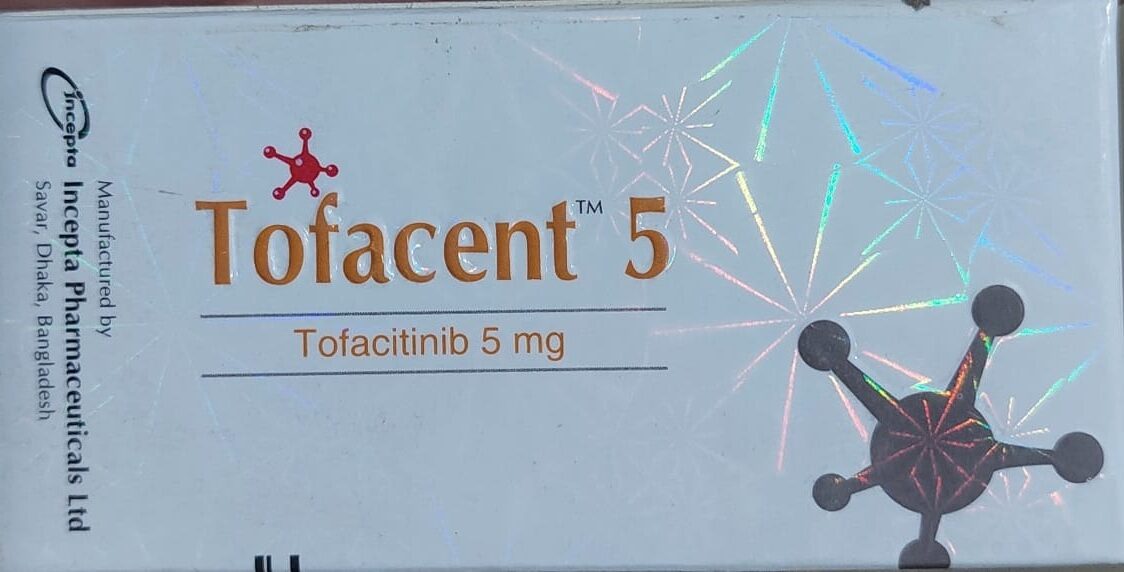 Tofacent™ 5
Tofacitinib 5 mg
Manufactured by
Incepta Incepta Pharmaceuticals Ltd
Savar, Dhaka, Bangladesh